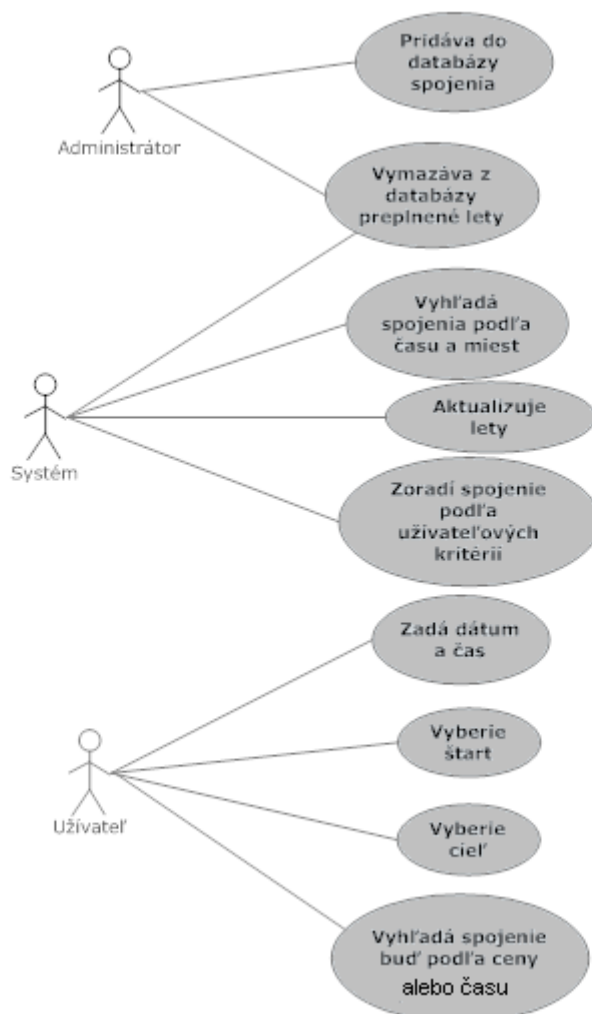 Pridáva do
databázy
spojenia
Administrátor
Vymazáva z
databázy
preplnené lety
Vyhľadá
spojenia podľa
času a miest
Aktualizuje
lety
Systém
Zoradí spojenie
podľa
užívateľových
kritérii
Zadá dátum
a čas
Vyberie
štart
Užívateľ
Vyberie
cieľ
Vyhľadá spojenie
buď podľa ceny
alebo času